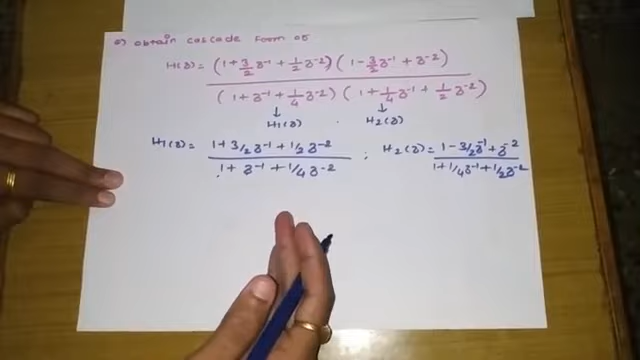 a) obtain cascade form of
H(z) = (1 + 3/2 z⁻¹ + 1/2 z⁻²) (1 - 3/2 z⁻¹ + z⁻²)
(1 + z⁻¹ + 1/4 z⁻²) (1 + 1/4 z⁻¹ + 1/2 z⁻²)
↓ ↓
H1(z) . H2(z)
H1(z) = 1 + 3/2 z⁻¹ + 1/2 z⁻² ; H2(z) = 1 - 3/2 z⁻¹ + z⁻²
1 + z⁻¹ + 1/4 z⁻² 1 + 1/4 z⁻¹ + 1/2 z⁻²